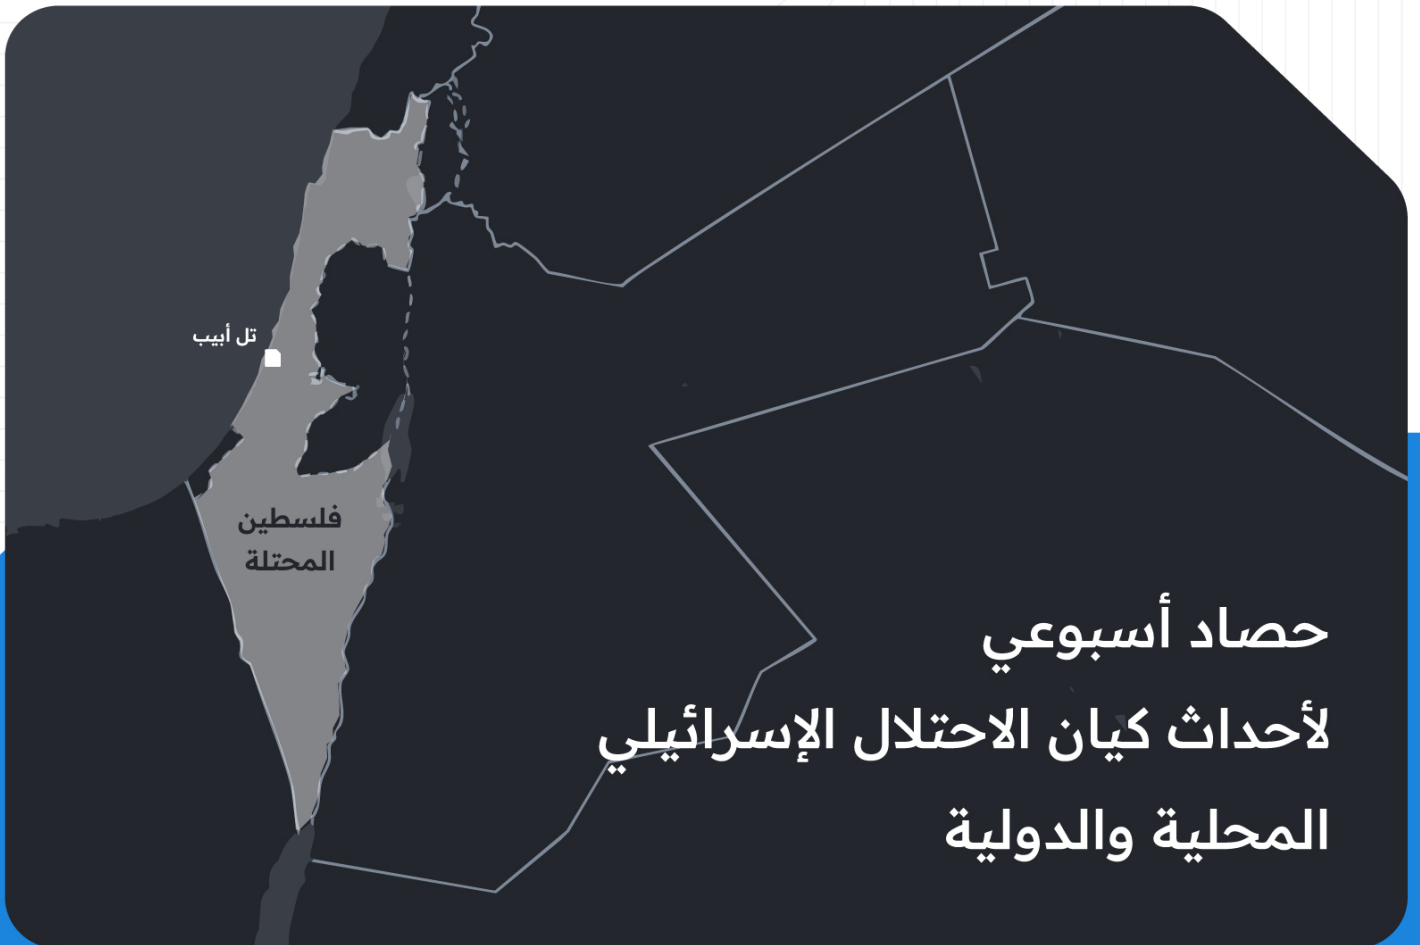 تل أبيب
فلسطين
المحتلة
حصاد أسبوعي
لأحداث كيان الاحتلال الإسرائيلي
المحلية والدولية